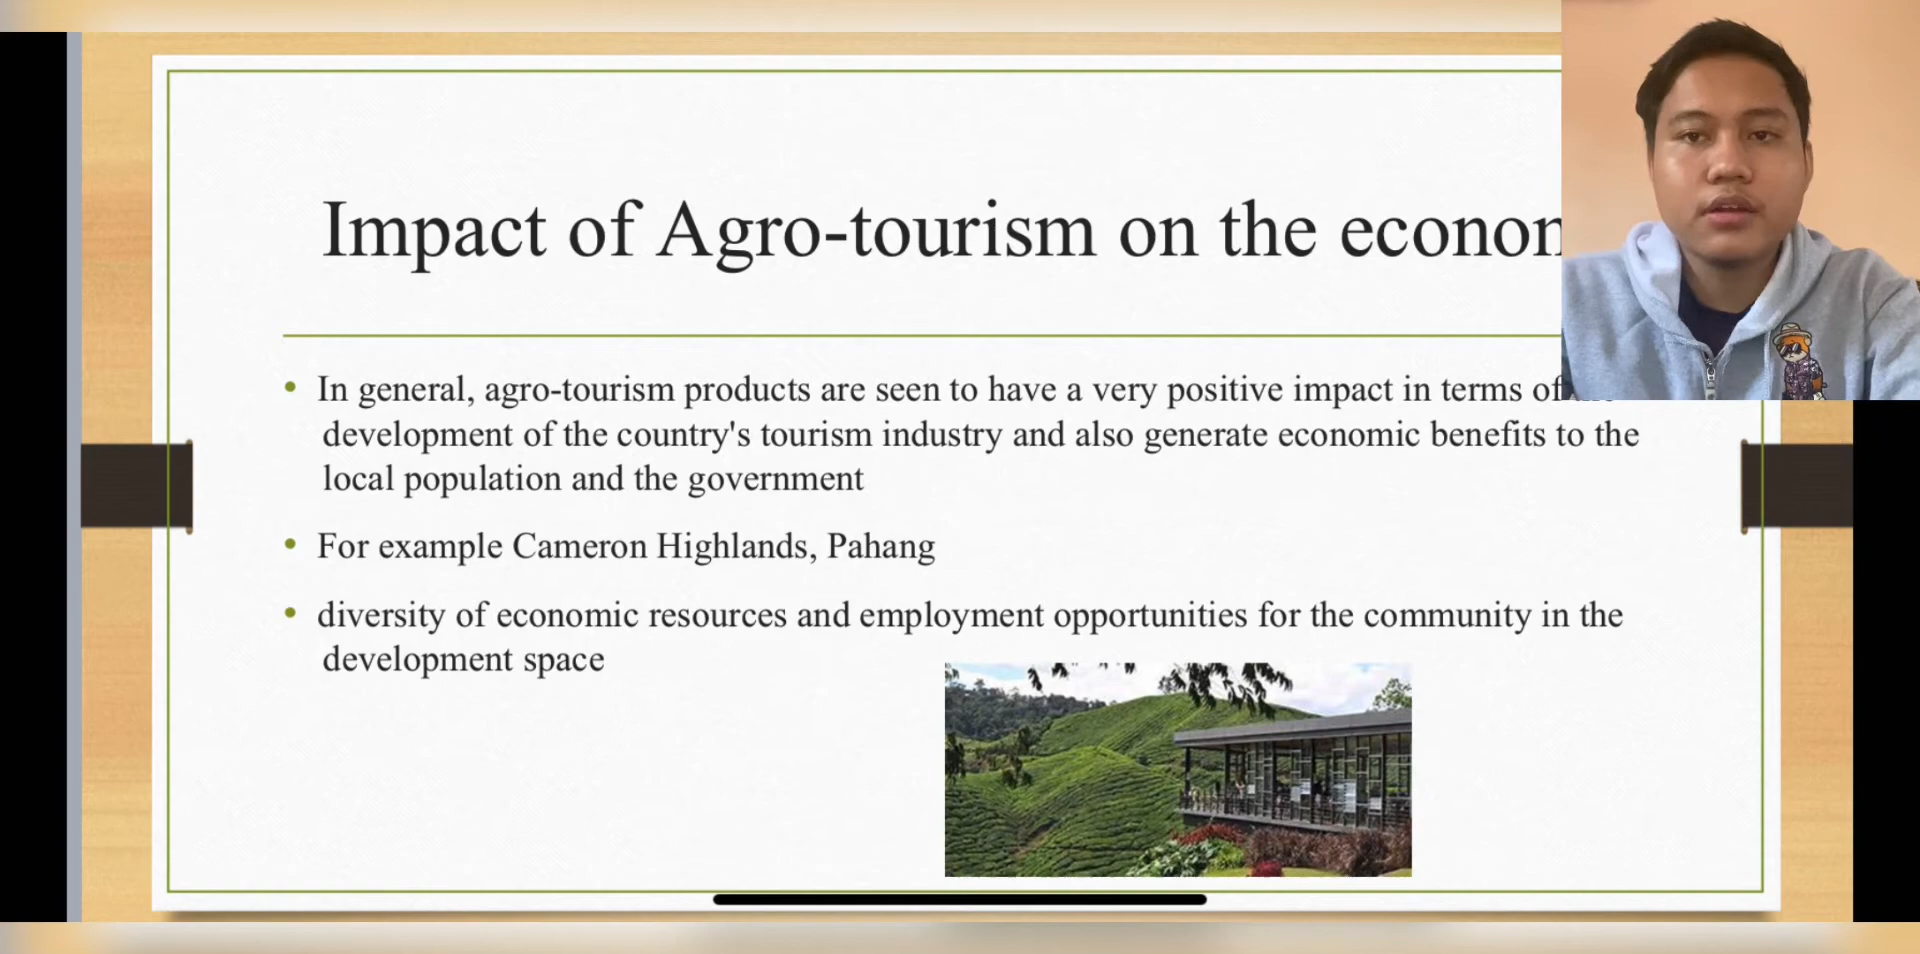 Impact of Agro-tourism on the econom
• In general, agro-tourism products are seen to have a very positive impact in terms of
development of the country's tourism industry and also generate economic benefits to the
local population and the government
• For example Cameron Highlands, Pahang
• diversity of economic resources and employment opportunities for the community in the
development space